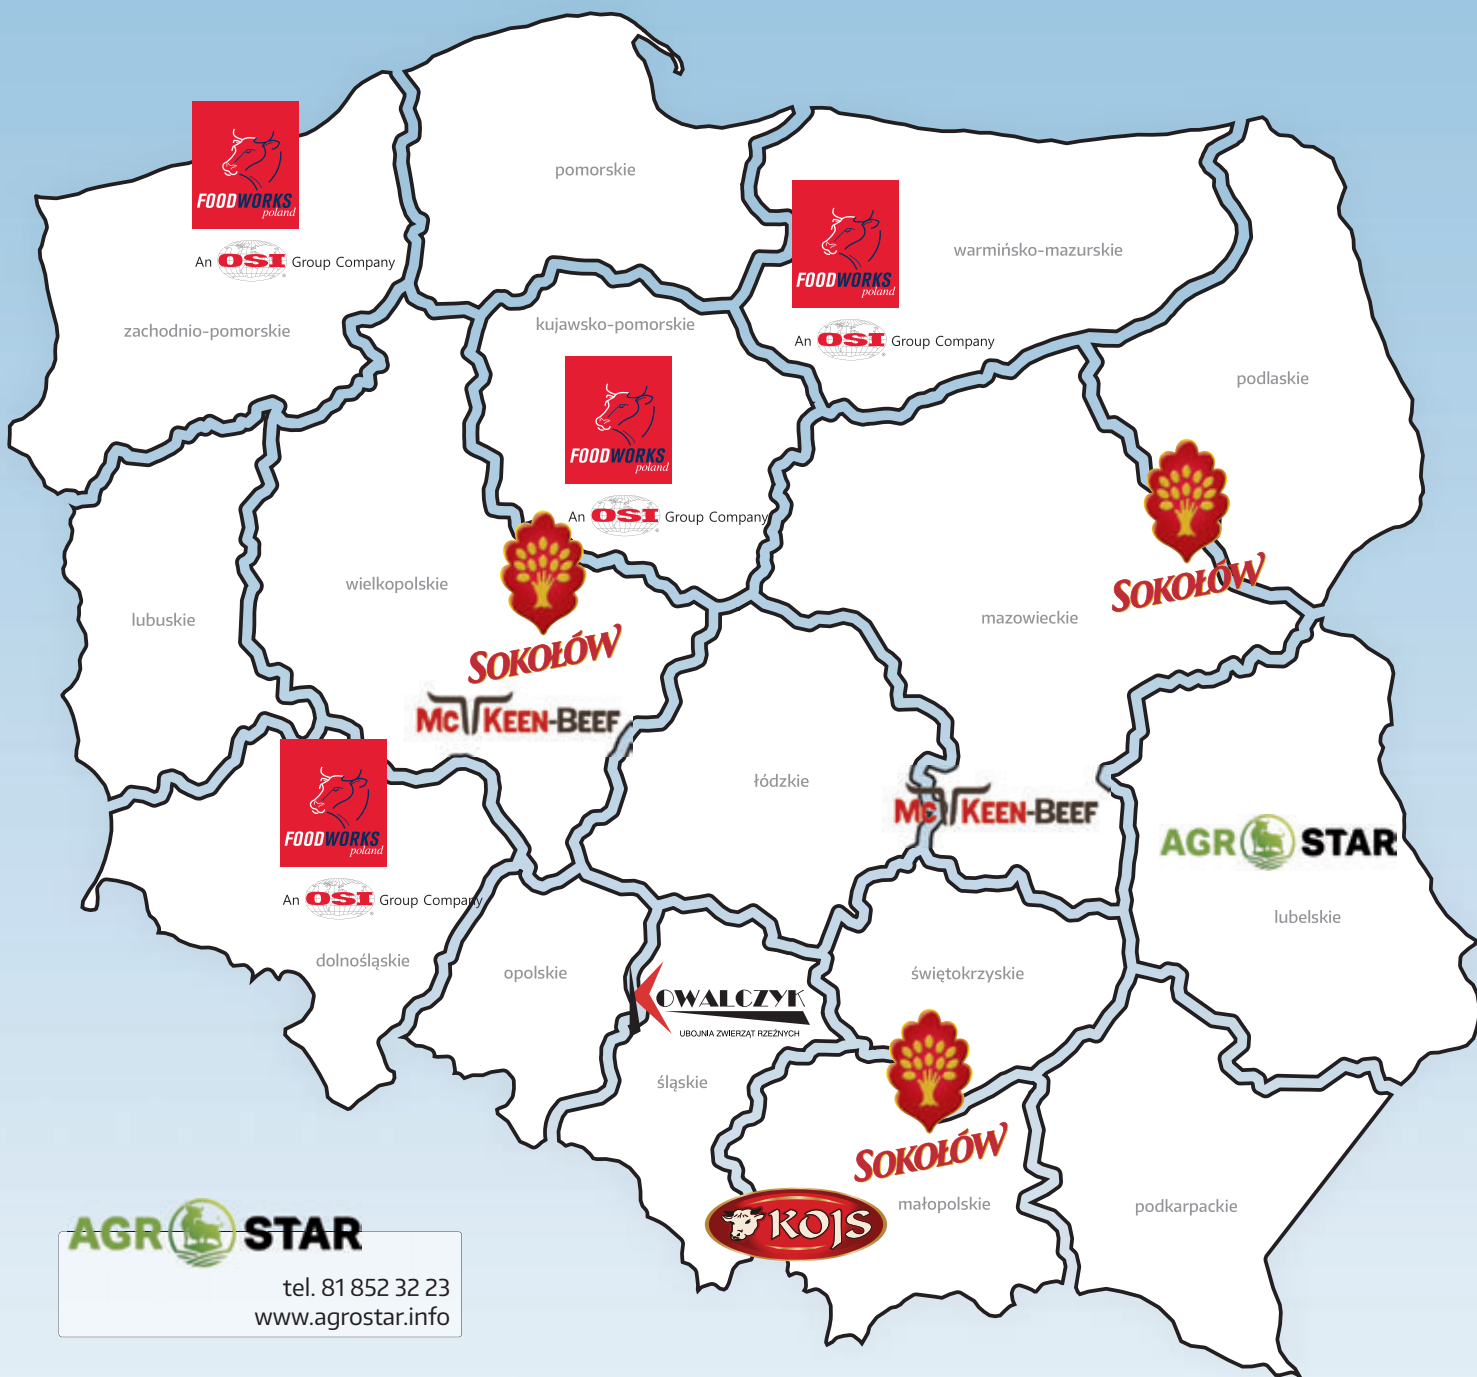 pomorskie
FOODWORKS
poland
An OSI Group Company
warmińsko-mazurskie
FOODWORKS
poland
An OSI Group Company
zachodnio-pomorskie
kujawsko-pomorskie
podlaskie
FOODWORKS
poland
An OSI Group Company
wielkopolskie
SOKOŁÓW
mazowieckie
lubuskie
SOKOŁÓW
MCKEEN-BEEF
łódzkie
MCKEEN-BEEF
FOODWORKS
poland
An OSI Group Company
AGROSTAR
lubelskie
dolnośląskie
opolskie
świętokrzyskie
KOWALCZYK
UBOJNIA ZWIERZĄT RZEŹNYCH
śląskie
SOKOŁÓW
małopolskie
podkarpackie
KOJS
AGROSTAR
tel. 81 852 32 23
www.agrostar.info